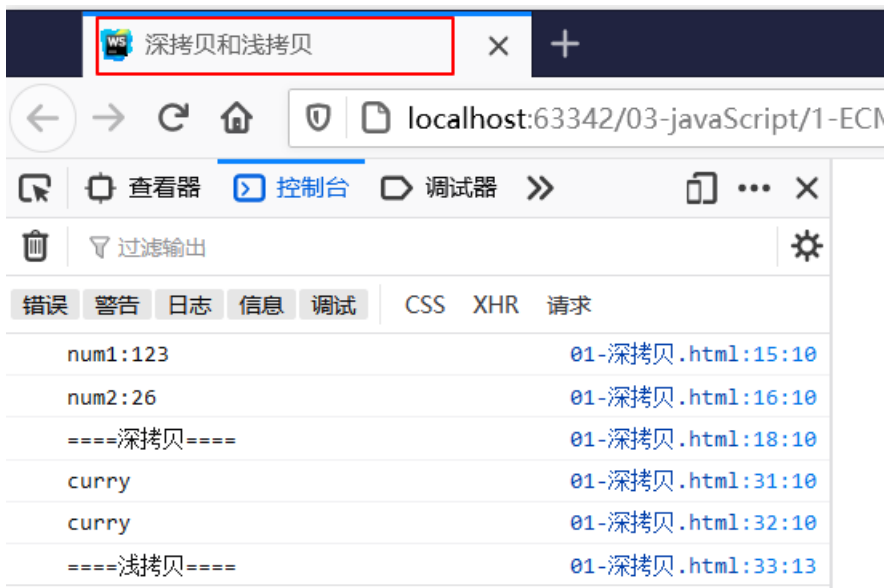 WS 深拷贝和浅拷贝
localhost:63342/03-javaScript/1-ECM
查看器 控制台 调试器
过滤输出
错误 警告 日志 信息 调试 CSS XHR 请求
num1:123 01-深拷贝.html:15:10
num2:26 01-深拷贝.html:16:10
====深拷贝==== 01-深拷贝.html:18:10
curry 01-深拷贝.html:31:10
curry 01-深拷贝.html:32:10
====浅拷贝==== 01-深拷贝.html:33:13